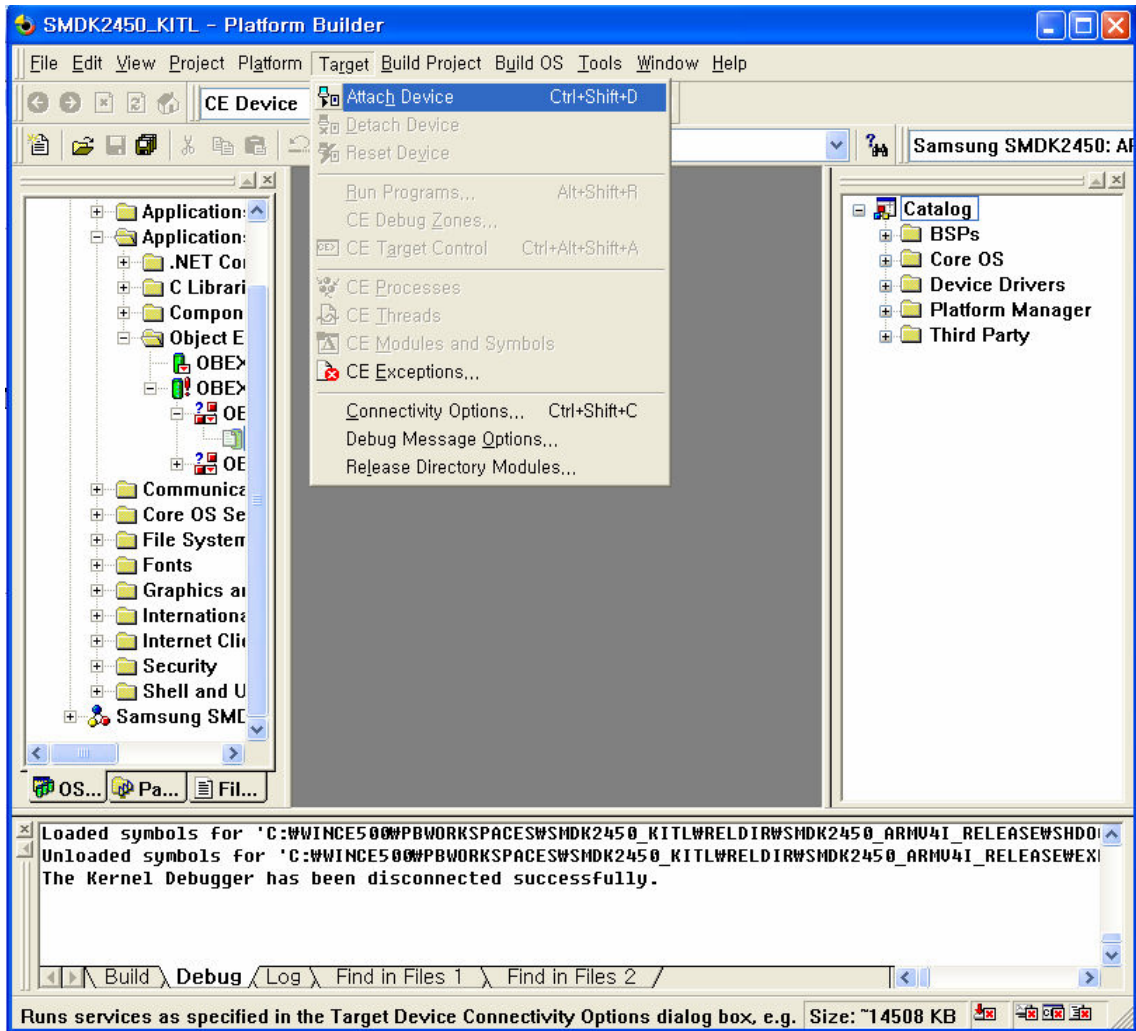 SMDK2450_KITL - Platform Builder
File Edit View Project Platform Target Build Project Build OS Tools Window Help
CE Device
Attach Device Ctrl+Shift+D
Detach Device
Reset Device
Samsung SMDK2450: AR
Run Programs... Alt+Shift+R
CE Debug Zones...
CE Target Control Ctrl+Alt+Shift+A
CE Processes
CE Threads
CE Modules and Symbols
CE Exceptions...
Connectivity Options... Ctrl+Shift+C
Debug Message Options...
Release Directory Modules...
Application
Application
.NET Co
C Librari
Compon
Object E
OBEX
OBEX
OB
OB
Communica
Core OS Se
File System
Fonts
Graphics a
Internationa
Internet Clie
Security
Shell and U
Samsung SMD
OS... Pa... Fil...
Catalog
BSPs
Core OS
Device Drivers
Platform Manager
Third Party
Loaded symbols for 'C:₩WINCE500₩PBWORKSPACES₩SMDK2450_KITL₩RELDIR₩SMDK2450_ARMV4I_RELEASE₩SHDO
Unloaded symbols for 'C:₩WINCE500₩PBWORKSPACES₩SMDK2450_KITL₩RELDIR₩SMDK2450_ARMV4I_RELEASE₩EX
The Kernel Debugger has been disconnected successfully.
Build Debug Log Find in Files 1 Find in Files 2
Runs services as specified in the Target Device Connectivity Options dialog box, e.g. Size: ~14508 KB